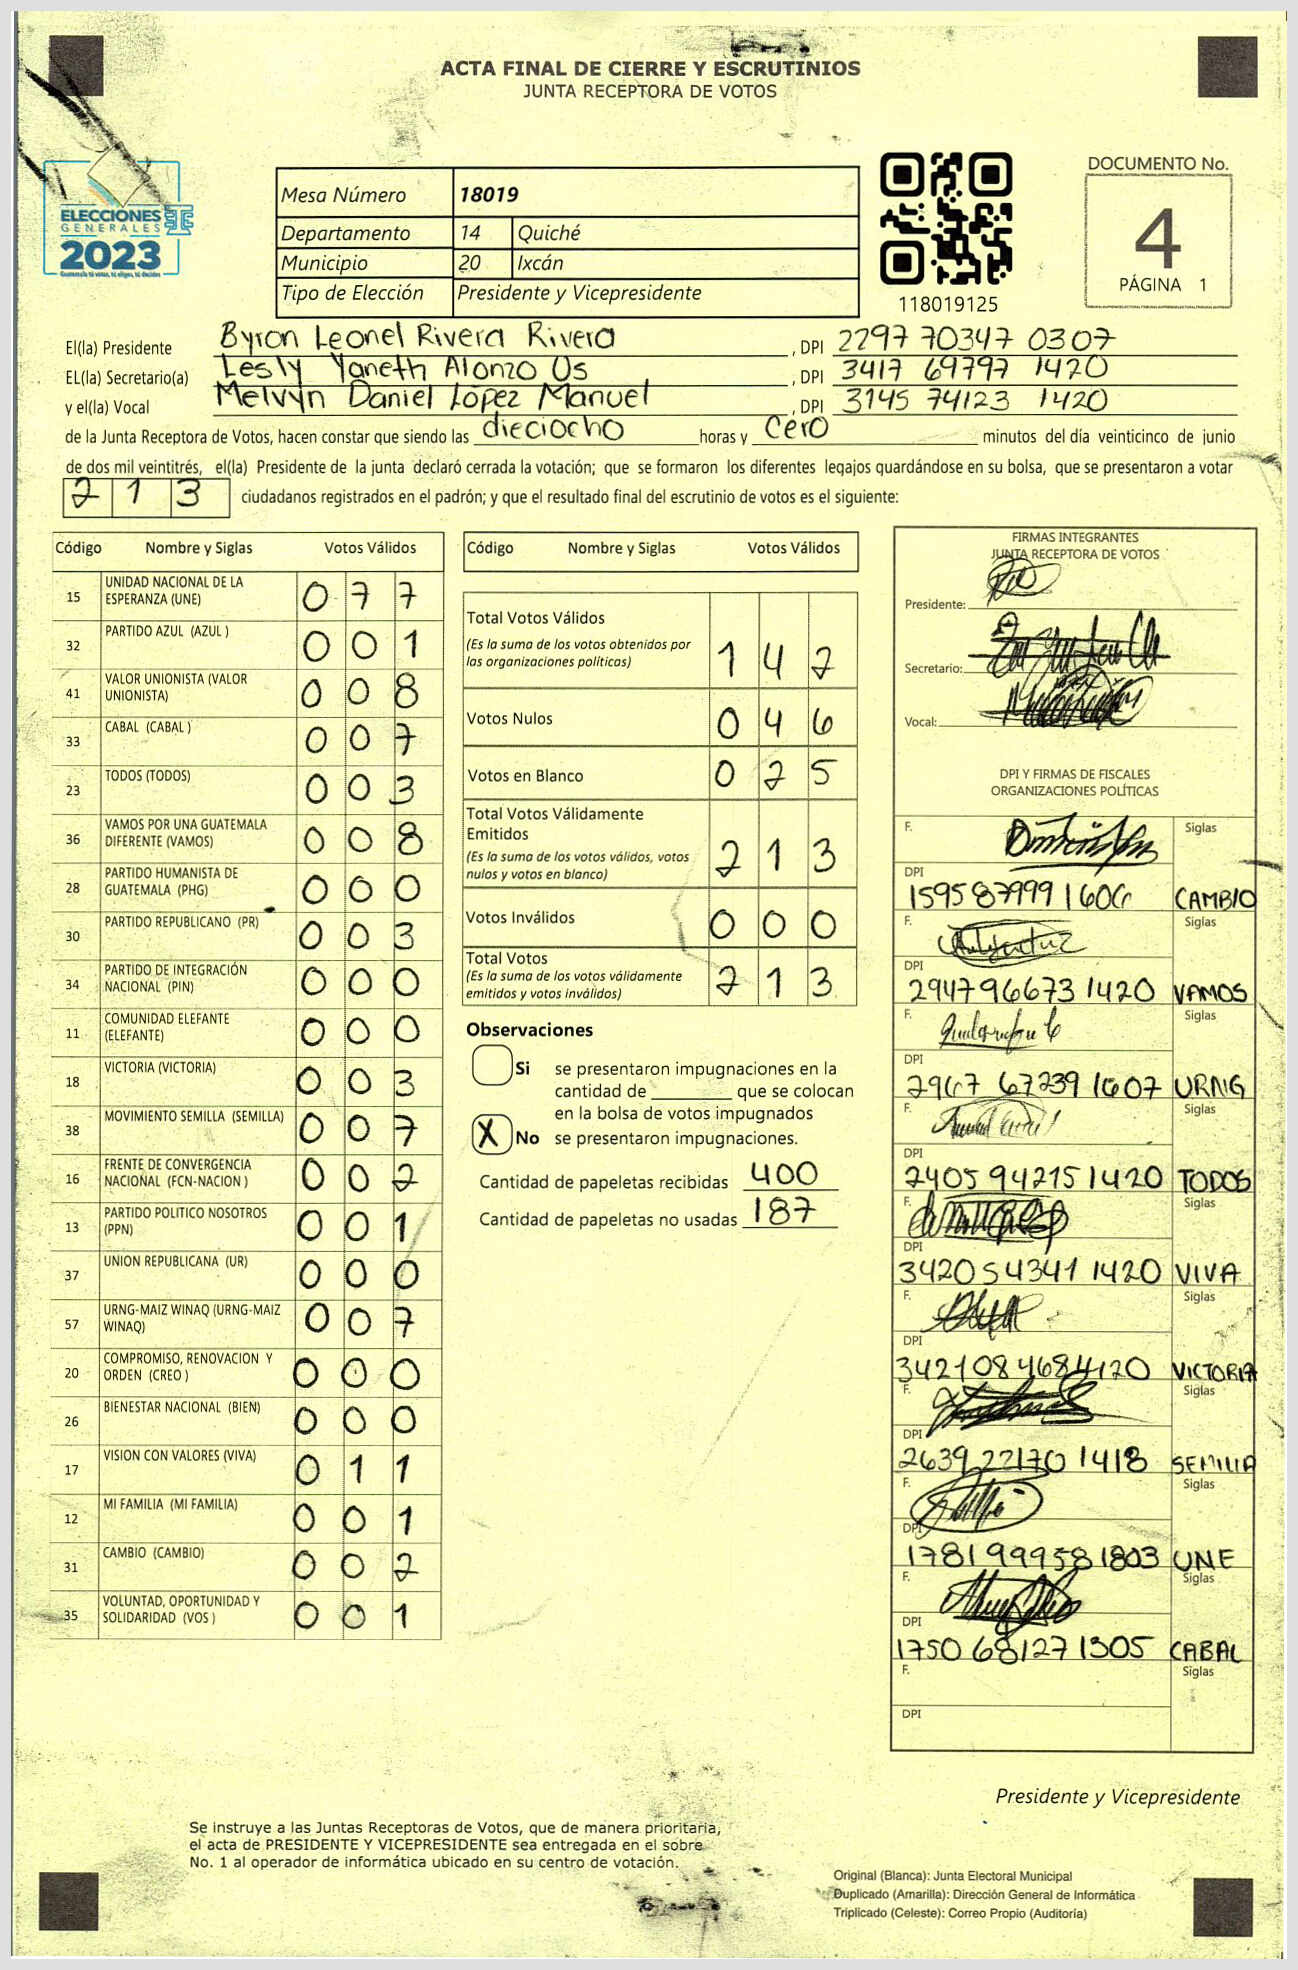 ACTA FINAL DE CIERRE Y ESCRUTINIOS
JUNTA RECEPTORA DE VOTOS
ELECCIONES
GENERALES
2023
TSE
Mesa Número 18019
Departamento 14 Quiché
Municipio 20 Ixcán
Tipo de Elección Presidente y Vicepresidente
118019125
DOCUMENTO No.
4
PÁGINA 1
El(la) Presidente Byron Leonel Rivera Rivera , DPI 2297 70347 0307
EL(la) Secretario(a) Lesly Yaneth Alonzo Us , DPI 3417 69797 1420
y el(la) Vocal Melvyn Daniel López Manuel , DPI 3145 74123 1420
de la Junta Receptora de Votos, hacen constar que siendo las dieciocho horas y Cero minutos del día veinticinco de junio
de dos mil veintitrés, el(la) Presidente de la junta declaró cerrada la votación; que se formaron los diferentes legajos guardándose en su bolsa, que se presentaron a votar
213 ciudadanos registrados en el padrón; y que el resultado final del escrutinio de votos es el siguiente:
Código Nombre y Siglas Votos Válidos
15 UNIDAD NACIONAL DE LA ESPERANZA (UNE) 0 7 7
32 PARTIDO AZUL (AZUL ) 0 0 1
41 VALOR UNIONISTA (VALOR UNIONISTA) 0 0 8
33 CABAL (CABAL ) 0 0 7
23 TODOS (TODOS) 0 0 3
36 VAMOS POR UNA GUATEMALA DIFERENTE (VAMOS) 0 0 8
28 PARTIDO HUMANISTA DE GUATEMALA (PHG) 0 0 0
30 PARTIDO REPUBLICANO (PR) 0 0 3
34 PARTIDO DE INTEGRACIÓN NACIONAL (PIN) 0 0 0
11 COMUNIDAD ELEFANTE (ELEFANTE) 0 0 0
18 VICTORIA (VICTORIA) 0 0 3
38 MOVIMIENTO SEMILLA (SEMILLA) 0 0 7
16 FRENTE DE CONVERGENCIA NACIONAL (FCN-NACION ) 0 0 2
13 PARTIDO POLITICO NOSOTROS (PPN) 0 0 1
37 UNION REPUBLICANA (UR) 0 0 0
57 URNG-MAIZ WINAQ (URNG-MAIZ WINAQ) 0 0 7
20 COMPROMISO, RENOVACION Y ORDEN (CREO ) 0 0 0
26 BIENESTAR NACIONAL (BIEN) 0 0 0
17 VISION CON VALORES (VIVA) 0 1 1
12 MI FAMILIA (MI FAMILIA) 0 0 1
31 CAMBIO (CAMBIO) 0 0 2
35 VOLUNTAD, OPORTUNIDAD Y SOLIDARIDAD (VOS ) 0 0 1
Código Nombre y Siglas Votos Válidos
Total Votos Válidos
(Es la suma de los votos obtenidos por
las organizaciones políticas) 1 4 2
Votos Nulos 0 4 6
Votos en Blanco 0 2 5
Total Votos Válidamente
Emitidos
(Es la suma de los votos válidos, votos
nulos y votos en blanco) 2 1 3
Votos Inválidos 0 0 0
Total Votos
(Es la suma de los votos válidamente
emitidos y votos inválidos) 2 1 3
Observaciones
Si se presentaron impugnaciones en la
cantidad de ________ que se colocan
en la bolsa de votos impugnados
X No se presentaron impugnaciones.
Cantidad de papeletas recibidas 400
Cantidad de papeletas no usadas 187
FIRMAS INTEGRANTES
JUNTA RECEPTORA DE VOTOS
Presidente:
Secretario:
Vocal:
DPI Y FIRMAS DE FISCALES
ORGANIZACIONES POLÍTICAS
F. Siglas
DPI
CAMBIO
F. Siglas
DPI
2947966731420 VAMOS
F. Siglas
DPI
2967 67239 1607 URNG
F. Siglas
DPI
2405 94215 1420 TODOS
F. Siglas
DPI
3420543411420 VIVA
F. Siglas
DPI
VICTORIA
F. Siglas
DPI
2639 22170 1418 SEMILLA
F. Siglas
DPI
1781999581803 UNE
F. Siglas
DPI
1750 68127 1305 CABAL
F. Siglas
DPI
Presidente y Vicepresidente
Se instruye a las Juntas Receptoras de Votos, que de manera prioritaria,
el acta de PRESIDENTE Y VICEPRESIDENTE sea entregada en el sobre
No. 1 al operador de informática ubicado en su centro de votación.
Original (Blanca): Junta Electoral Municipal
Duplicado (Amarilla): Dirección General de Informática
Triplicado (Celeste): Correo Propio (Auditoría)